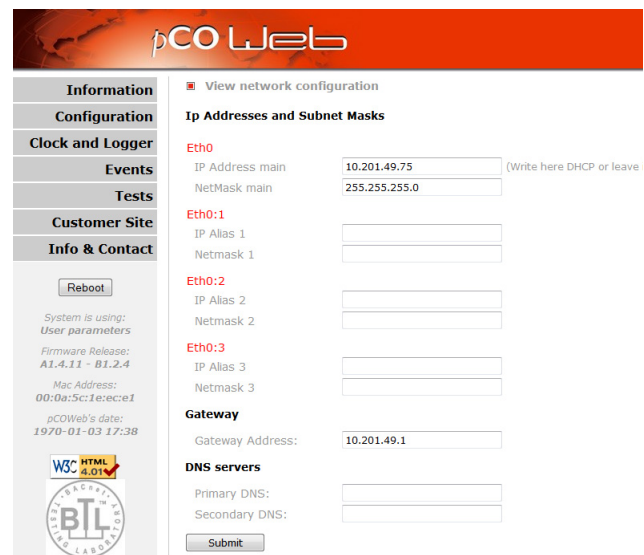 pCO Web
Information
Configuration
Clock and Logger
Events
Tests
Customer Site
Info & Contact
Reboot
System is using:
User parameters
Firmware Release:
A1.4.11 - B1.2.4
Mac Address:
00:0a:5c:1e:ec:e1
pCOWeb's date:
1970-01-03 17:38
W3C HTML
4.01
BACnet
BTL
TESTING LABORATORY
View network configuration
Ip Addresses and Subnet Masks
Eth0
IP Address main 10.201.49.75 (Write here DHCP or leave
NetMask main 255.255.255.0
Eth0:1
IP Alias 1
Netmask 1
Eth0:2
IP Alias 2
Netmask 2
Eth0:3
IP Alias 3
Netmask 3
Gateway
Gateway Address: 10.201.49.1
DNS servers
Primary DNS:
Secondary DNS:
Submit